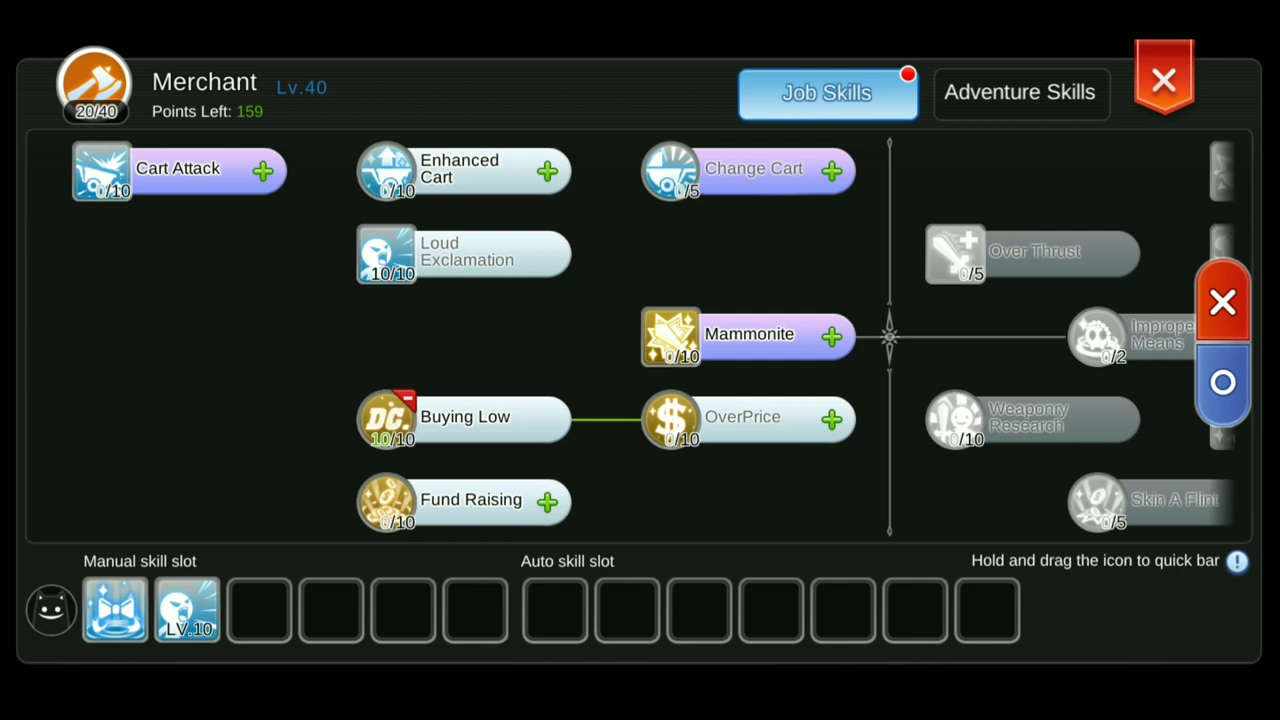 Merchant Lv.40
20/40
Points Left: 159
Job Skills
Adventure Skills
Cart Attack
0/10
Enhanced
Cart
0/10
Change Cart
0/5
Loud
Exclamation
10/10
Over Thrust
0/5
Mammonite
0/10
Imprope
Means
0/2
DC.
Buying Low
10/10
$
OverPrice
0/10
Weaponry
Research
0/10
Fund Raising
0/10
Skin A Flint
0/5
Manual skill slot
Auto skill slot
Hold and drag the icon to quick bar
LV.10